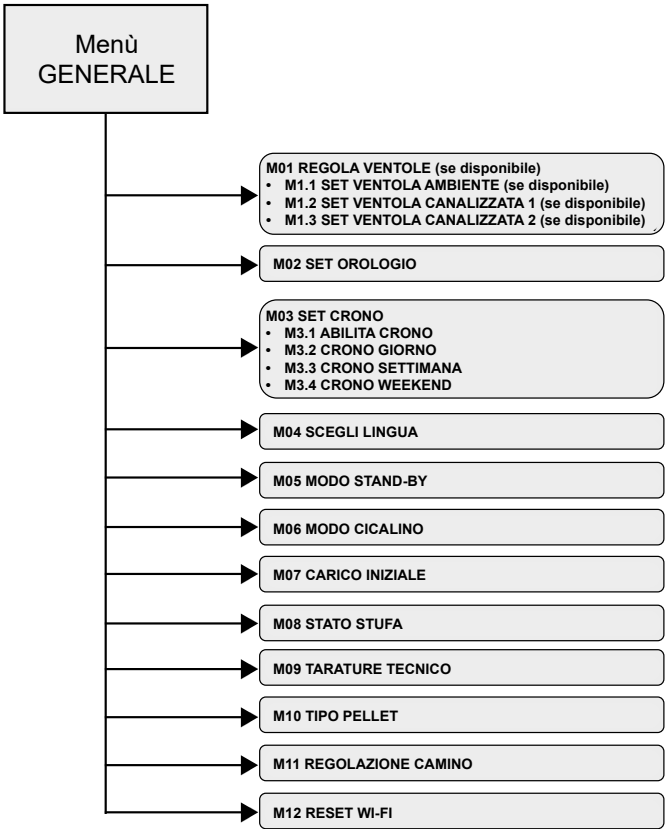 Menù
GENERALE
M01 REGOLA VENTOLE (se disponibile)
• M1.1 SET VENTOLA AMBIENTE (se disponibile)
• M1.2 SET VENTOLA CANALIZZATA 1 (se disponibile)
• M1.3 SET VENTOLA CANALIZZATA 2 (se disponibile)
M02 SET OROLOGIO
M03 SET CRONO
• M3.1 ABILITA CRONO
• M3.2 CRONO GIORNO
• M3.3 CRONO SETTIMANA
• M3.4 CRONO WEEKEND
M04 SCEGLI LINGUA
M05 MODO STAND-BY
M06 MODO CICALINO
M07 CARICO INIZIALE
M08 STATO STUFA
M09 TARATURE TECNICO
M10 TIPO PELLET
M11 REGOLAZIONE CAMINO
M12 RESET WI-FI